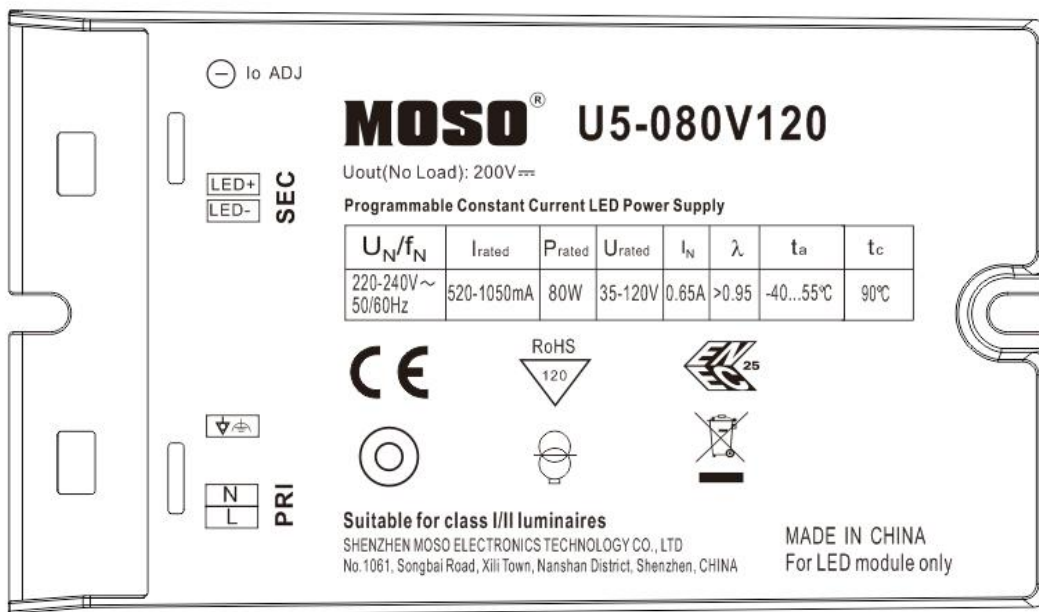 Io ADJ
MOSO® U5-080V120
Uout(No Load): 200V⎓
LED+
LED-
SEC
Programmable Constant Current LED Power Supply
UN/fN Irated Prated Urated IN λ ta tc
220-240V～ 50/60Hz 520-1050mA 80W 35-120V 0.65A >0.95 -40...55℃ 90℃
CE
RoHS
120
ENEC 25
N
L
PRI
Suitable for class I/II luminaires
SHENZHEN MOSO ELECTRONICS TECHNOLOGY CO., LTD
No.1061, Songbai Road, Xili Town, Nanshan District, Shenzhen, CHINA
MADE IN CHINA
For LED module only